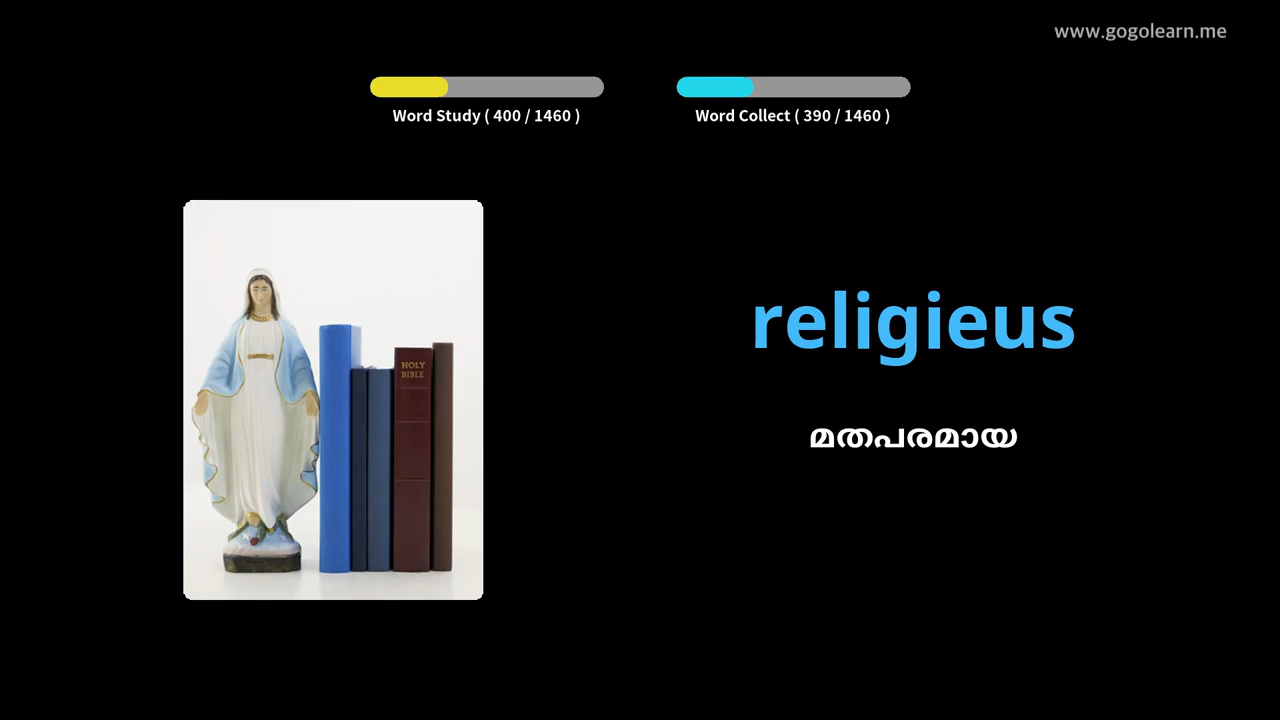 www.gogolearn.me
Word Study ( 400 / 1460 )
Word Collect ( 390 / 1460 )
HOLY
BIBLE
religieus
മതപരമായ